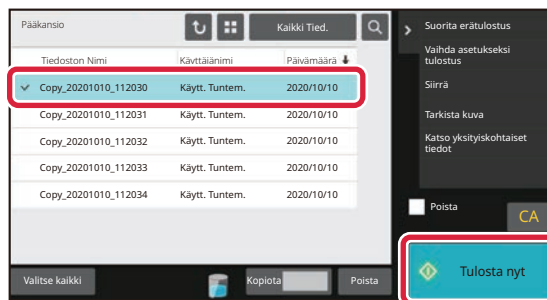 Pääkansio
Kaikki Tied.
Tiedoston Nimi Käyttäjänimi Päivämäärä
Copy_20201010_112030 Käytt. Tuntem. 2020/10/10
Copy_20201010_112031 Käytt. Tuntem. 2020/10/10
Copy_20201010_112032 Käytt. Tuntem. 2020/10/10
Copy_20201010_112033 Käytt. Tuntem. 2020/10/10
Copy_20201010_112034 Käytt. Tuntem. 2020/10/10
Valitse kaikki
Kopiota
Poista
Suorita erätulostus
Vaihda asetukseksi
tulostus
Siirrä
Tarkista kuva
Katso yksityiskohtaiset
tiedot
Poista
CA
Tulosta nyt